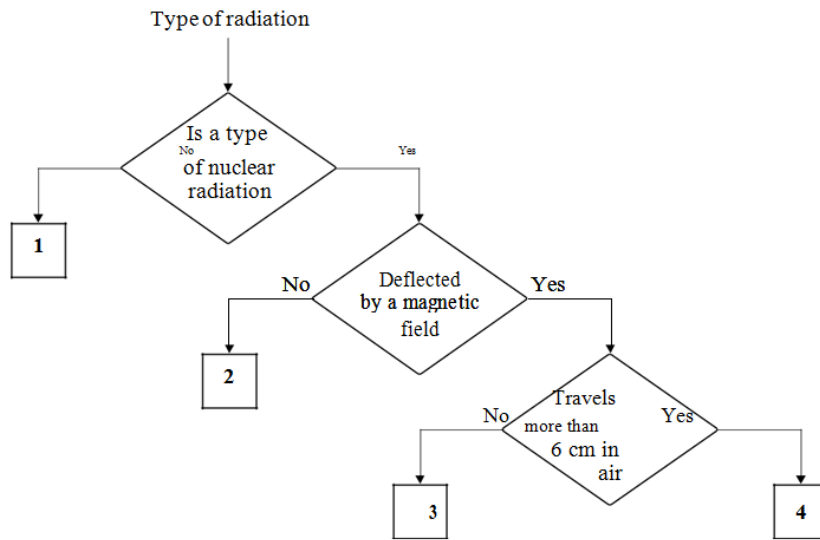 Type of radiation
Is a type
No
Yes
of nuclear
radiation
1
No
Deflected
Yes
by a magnetic
field
2
Travels
No
more than
Yes
6 cm in
air
3
4